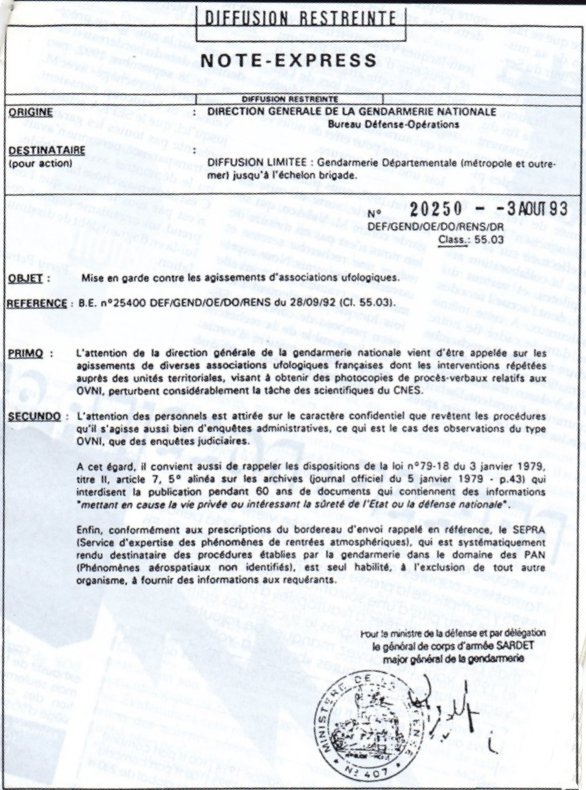 DIFFUSION RESTREINTE
NOTE-EXPRESS
DIFFUSION RESTREINTE
ORIGINE : DIRECTION GENERALE DE LA GENDARMERIE NATIONALE
Bureau Défense-Opérations
DESTINATAIRE :
(pour action)
DIFFUSION LIMITEE : Gendarmerie Départementale (métropole et outre-
mer) jusqu'à l'échelon brigade.
N° 20250 - - 3 AOUT 93
DEF/GEND/OE/DO/RENS/DR
Class.: 55.03
OBJET : Mise en garde contre les agissements d'associations ufologiques.
REFERENCE : B.E. n°25400 DEF/GEND/OE/DO/RENS du 28/09/92 (Cl. 55.03).
PRIMO : L'attention de la direction générale de la gendarmerie nationale vient d'être appelée sur les
agissements de diverses associations ufologiques françaises dont les interventions répétées
auprès des unités territoriales, visant à obtenir des photocopies de procès-verbaux relatifs aux
OVNI, perturbent considérablement la tâche des scientifiques du CNES.
SECUNDO : L'attention des personnels est attirée sur le caractère confidentiel que revêtent les procédures
qu'il s'agisse aussi bien d'enquêtes administratives, ce qui est le cas des observations du type
OVNI, que des enquêtes judiciaires.
A cet égard, il convient aussi de rappeler les dispositions de la loi n°79-18 du 3 janvier 1979,
titre II, article 7, 5° alinéa sur les archives (journal officiel du 5 janvier 1979 - p.43) qui
interdisent la publication pendant 60 ans de documents qui contiennent des informations
"mettant en cause la vie privée ou intéressant la sûreté de l'Etat ou la défense nationale".
Enfin, conformément aux prescriptions du bordereau d'envoi rappelé en référence, le SEPRA
(Service d'expertise des phénomènes de rentrées atmosphériques), qui est systématiquement
rendu destinataire des procédures établies par la gendarmerie dans le domaine des PAN
(Phénomènes aérospatiaux non identifiés), est seul habilité, à l'exclusion de tout autre
organisme, à fournir des informations aux requérants.
Pour le ministre de la défense et par délégation
le général de corps d'armée SARDET
major général de la gendarmerie
MINISTERE DE LA DEFENSE
N° 407